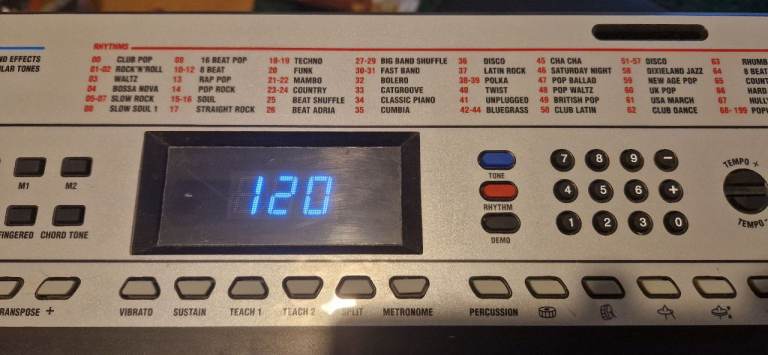 ND EFFECTS
ULAR TONES
RHYTHMS
00 CLUB POP
01-02 ROCK'N'ROLL
03 WALTZ
04 BOSSA NOVA
05-07 SLOW ROCK
08 SLOW SOUL 1
09 16 BEAT POP
10-12 8 BEAT
13 RAP POP
14 POP ROCK
15-16 SOUL
17 STRAIGHT ROCK
18-19 TECHNO
20 FUNK
21-22 MAMBO
23-24 COUNTRY
25 BEAT SHUFFLE
26 BEAT ADRIA
27-29 BIG BAND SHUFFLE
30-31 FAST BAND
32 BOLERO
33 CATGROOVE
34 CLASSIC PIANO
35 CUMBIA
36 DISCO
37 LATIN ROCK
38-39 POLKA
40 TWIST
41 UNPLUGGED
42-44 BLUEGRASS
45 CHA CHA
46 SATURDAY NIGHT
47 POP BALLAD
48 POP WALTZ
49 BRITISH POP
50 CLUB LATIN
51-57 DISCO
58 DIXIELAND JAZZ
59 NEW AGE POP
60 UK POP
61 USA MARCH
62 CLUB DANCE
63 RHUMB
64 8 BEAT
65 COUNT
66 HARD
67 HULLY
68-199 POPU
M1 M2
FINGERED CHORD TONE
120
TONE
RHYTHM
DEMO
7 8 9 −
4 5 6 +
1 2 3 0
TEMPO +
TEMPO-
TRANSPOSE + VIBRATO SUSTAIN TEACH 1 TEACH 2 SPLIT METRONOME PERCUSSION